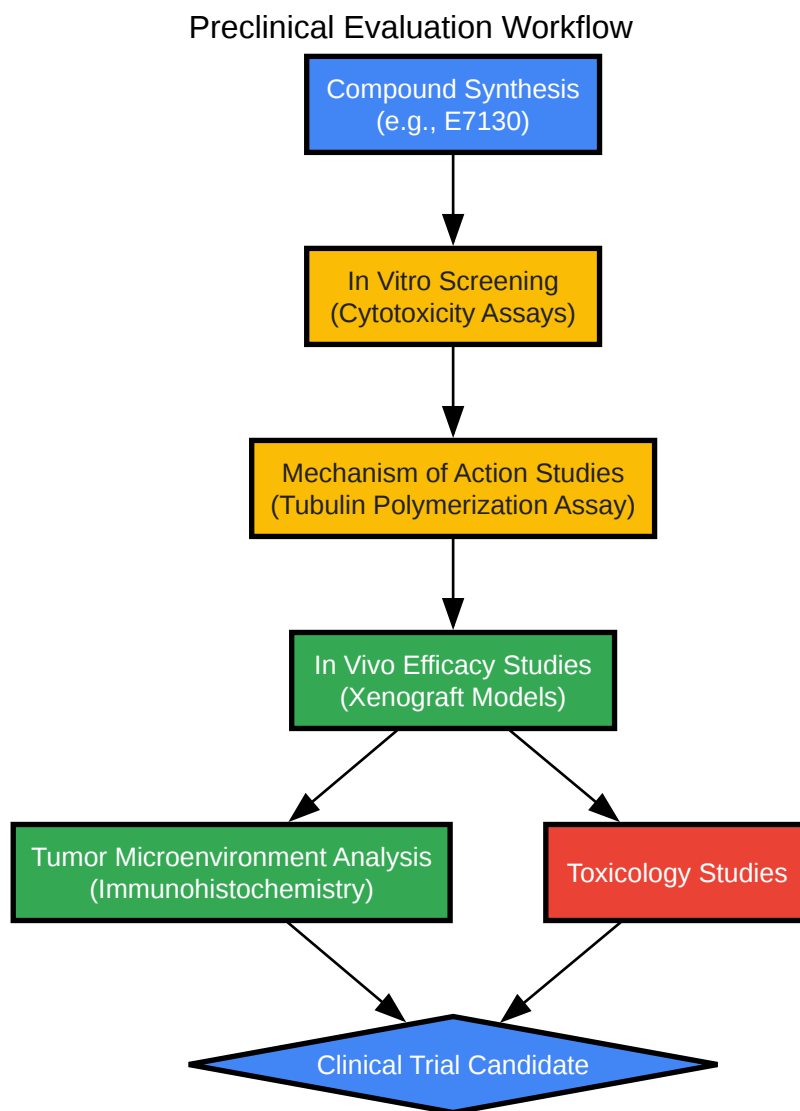 Preclinical Evaluation Workflow
Compound Synthesis
(e.g., E7130)
In Vitro Screening
(Cytotoxicity Assays)
Mechanism of Action Studies
(Tubulin Polymerization Assay)
In Vivo Efficacy Studies
(Xenograft Models)
Tumor Microenvironment Analysis
(Immunohistochemistry)
Toxicology Studies
Clinical Trial Candidate